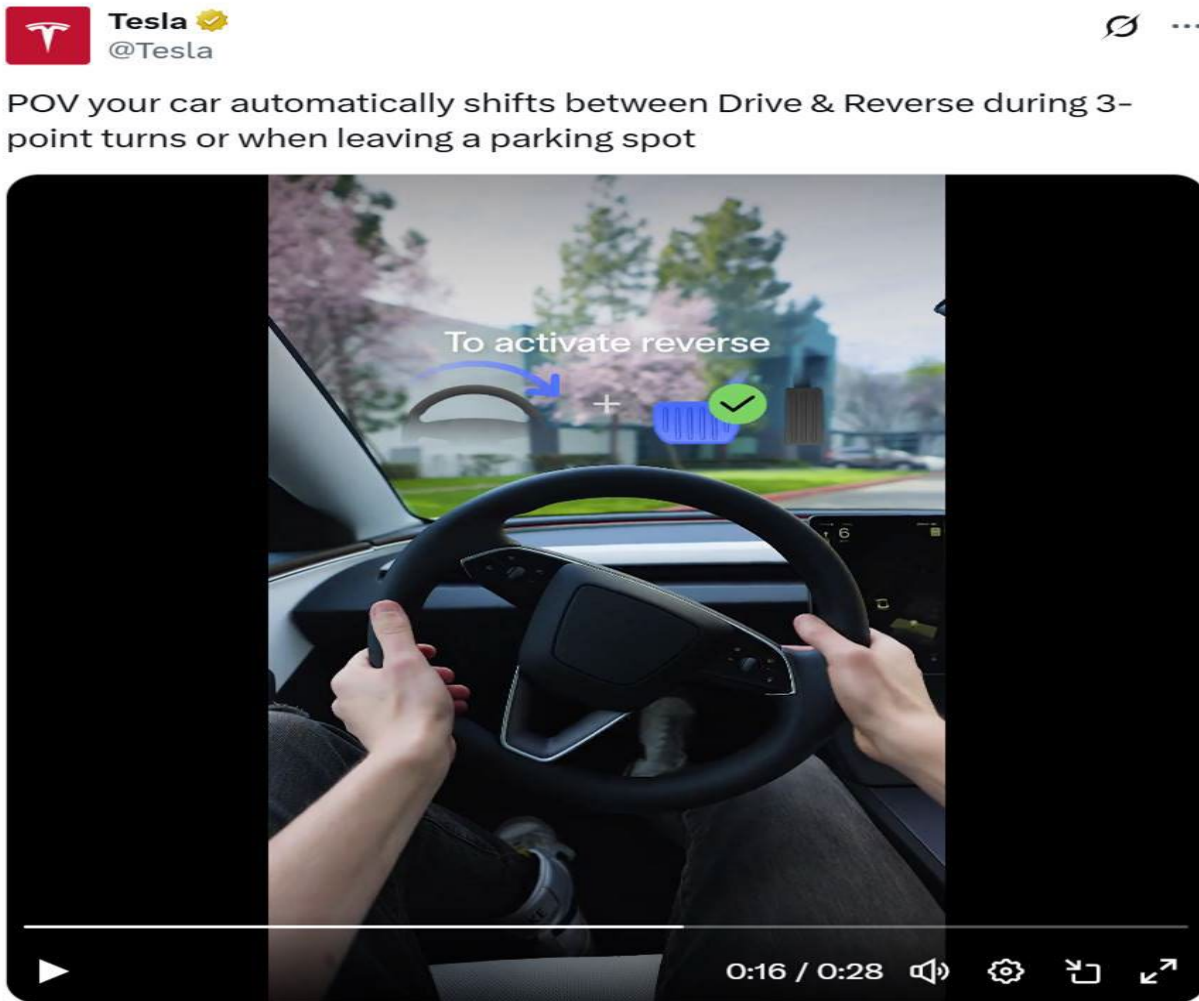 Tesla
@Tesla
POV your car automatically shifts between Drive & Reverse during 3-
point turns or when leaving a parking spot
To activate reverse
+
6
0:16 / 0:28